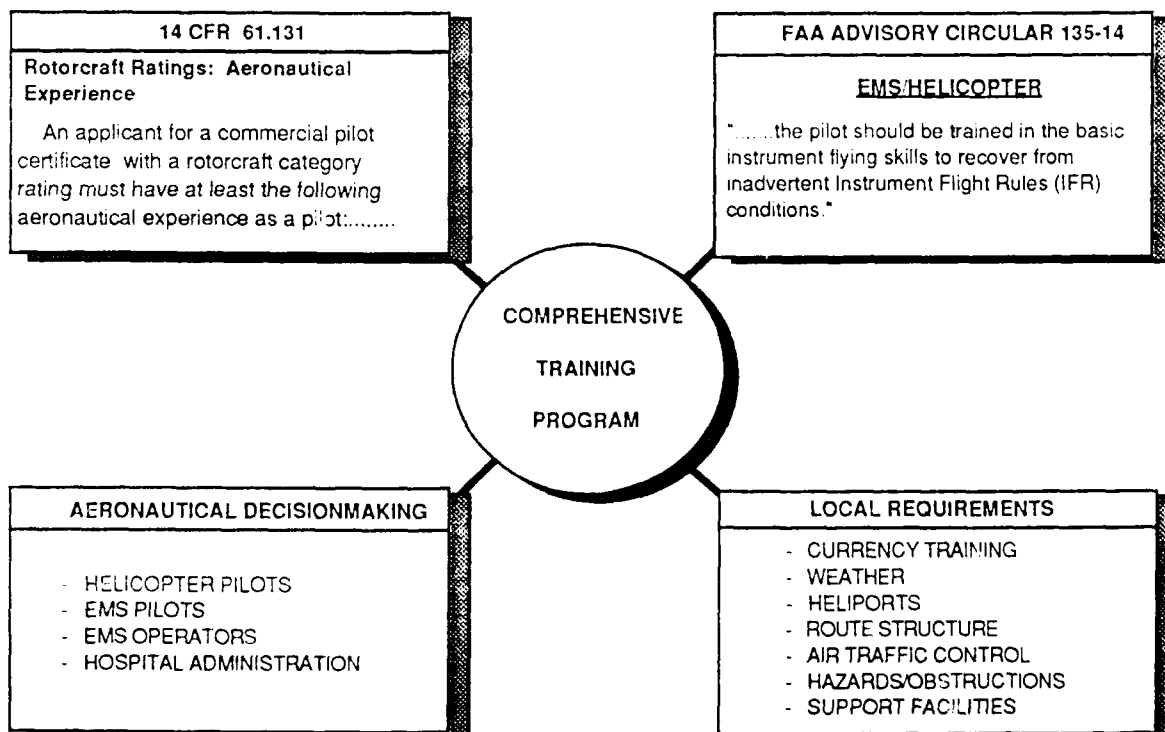 14 CFR 61.131
Rotorcraft Ratings: Aeronautical
Experience
An applicant for a commercial pilot
certificate with a rotorcraft category
rating must have at least the following
aeronautical experience as a pilot:........
FAA ADVISORY CIRCULAR 135-14
EMS/HELICOPTER
".......the pilot should be trained in the basic
instrument flying skills to recover from
inadvertent Instrument Flight Rules (IFR)
conditions."
COMPREHENSIVE
TRAINING
PROGRAM
AERONAUTICAL DECISIONMAKING
- HELICOPTER PILOTS
- EMS PILOTS
- EMS OPERATORS
- HOSPITAL ADMINISTRATION
LOCAL REQUIREMENTS
- CURRENCY TRAINING
- WEATHER
- HELIPORTS
- ROUTE STRUCTURE
- AIR TRAFFIC CONTROL
- HAZARDS/OBSTRUCTIONS
- SUPPORT FACILITIES